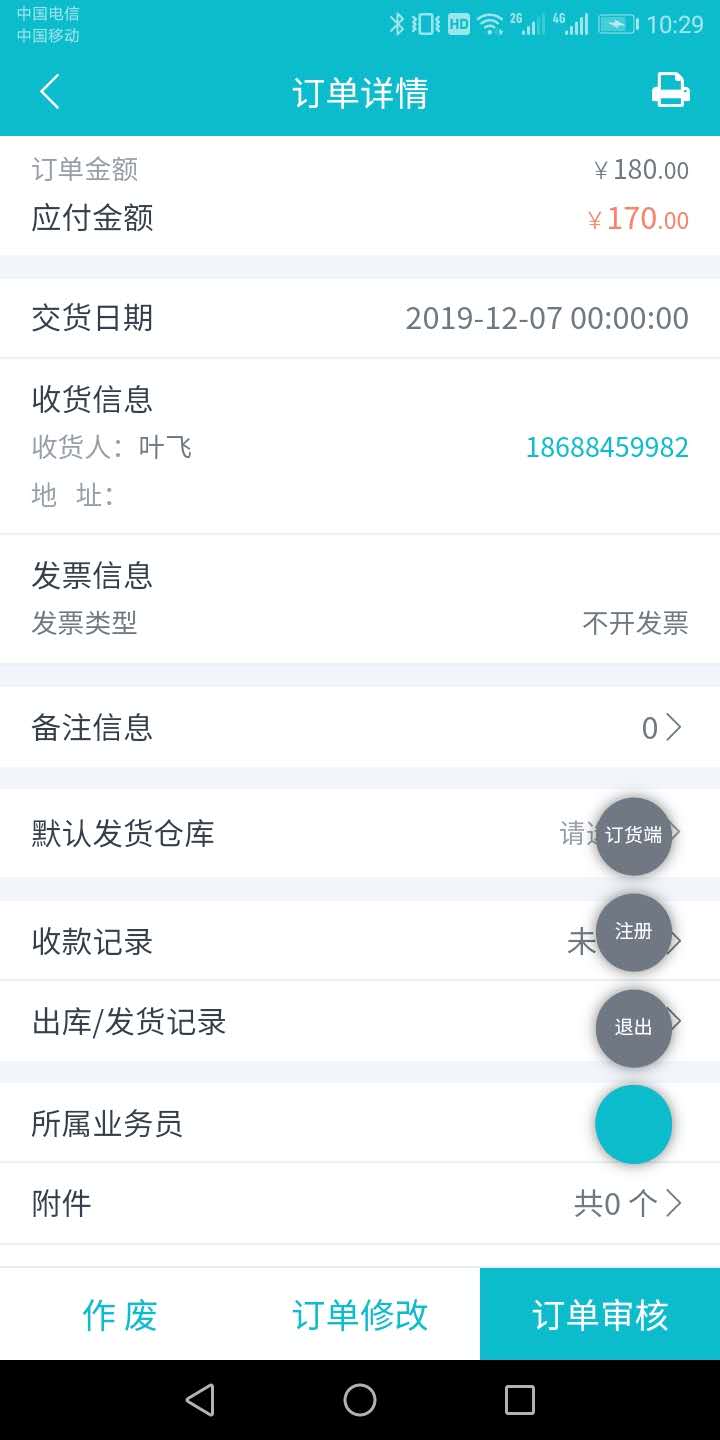 中国电信
中国移动
HD 2G 4G 10:29
订单详情
订单金额 ￥180.00
应付金额 ￥170.00
交货日期 2019-12-07 00:00:00
收货信息
收货人：叶飞 18688459982
地 址：
发票信息
发票类型 不开发票
备注信息 0
默认发货仓库 请 订货端
收款记录 未 注册
出库/发货记录 退出
所属业务员
附件 共0 个
作 废 订单修改 订单审核